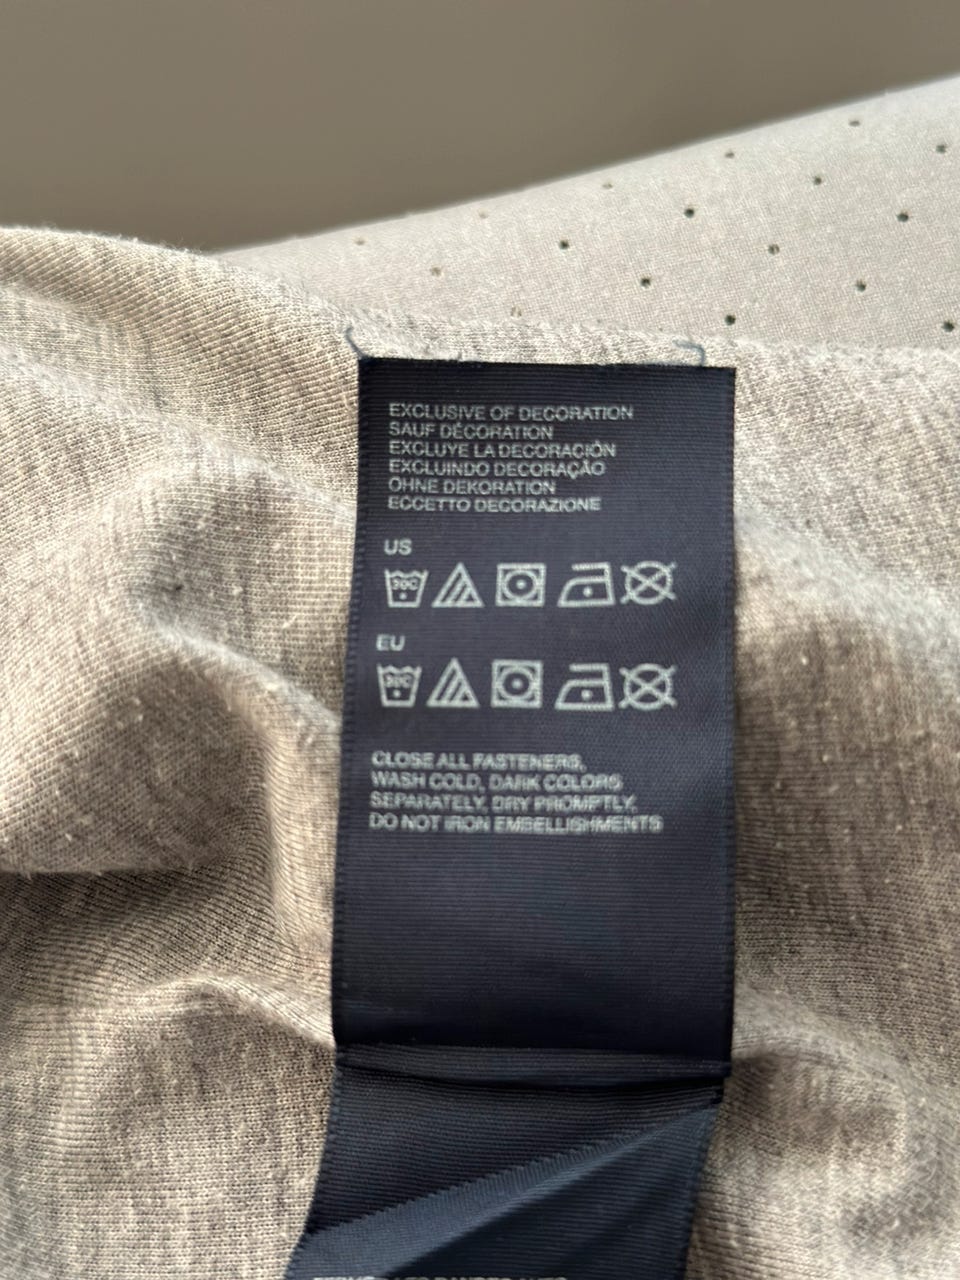 EXCLUSIVE OF DECORATION
SAUF DÉCORATION
EXCLUYE LA DECORACIÓN
EXCLUINDO DECORAÇÃO
OHNE DEKORATION
ECCETTO DECORAZIONE
US
30C
EU
30C
CLOSE ALL FASTENERS,
WASH COLD, DARK COLORS
SEPARATELY, DRY PROMPTLY,
DO NOT IRON EMBELLISHMENTS